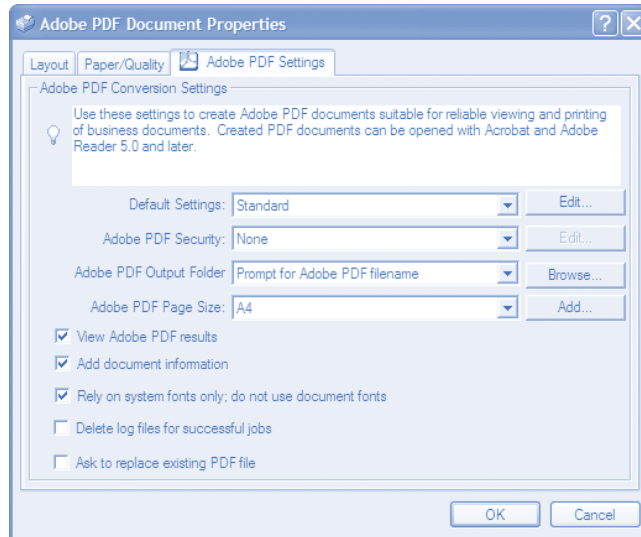 Adobe PDF Document Properties
Layout
Paper/Quality
Adobe PDF Settings
Adobe PDF Conversion Settings
Use these settings to create Adobe PDF documents suitable for reliable viewing and printing
of business documents. Created PDF documents can be opened with Acrobat and Adobe
Reader 5.0 and later.
Default Settings: Standard Edit...
Adobe PDF Security: None Edit...
Adobe PDF Output Folder Prompt for Adobe PDF filename Browse...
Adobe PDF Page Size: A4 Add...
View Adobe PDF results
Add document information
Rely on system fonts only; do not use document fonts
Delete log files for successful jobs
Ask to replace existing PDF file
OK Cancel